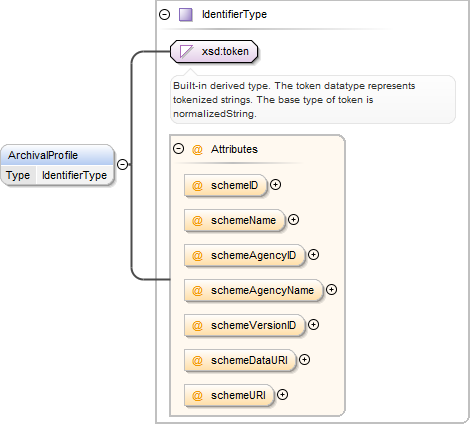 IdentifierType
xsd:token
Built-in derived type. The token datatype represents
tokenized strings. The base type of token is
normalizedString.
ArchivalProfile
Type IdentifierType
@ Attributes
@ schemeID
@ schemeName
@ schemeAgencyID
@ schemeAgencyName
@ schemeVersionID
@ schemeDataURI
@ schemeURI